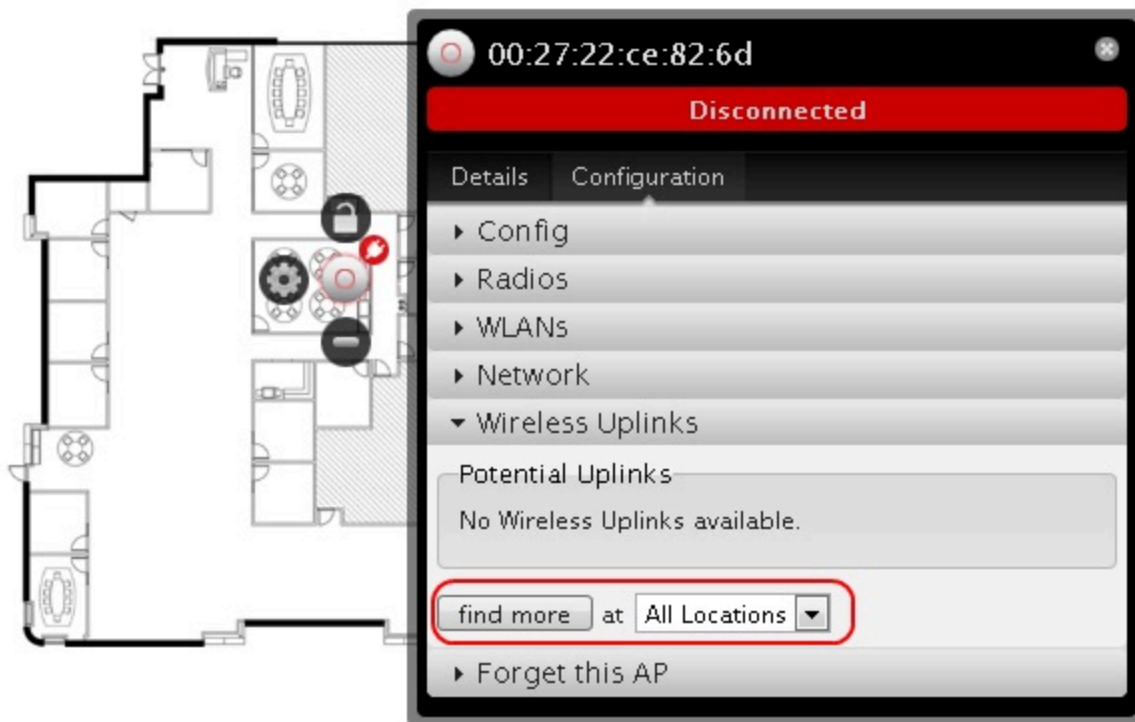 00:27:22:ce:82:6d
Disconnected
Details Configuration
Config
Radios
WLANs
Network
Wireless Uplinks
Potential Uplinks
No Wireless Uplinks available.
find more at All Locations
Forget this AP